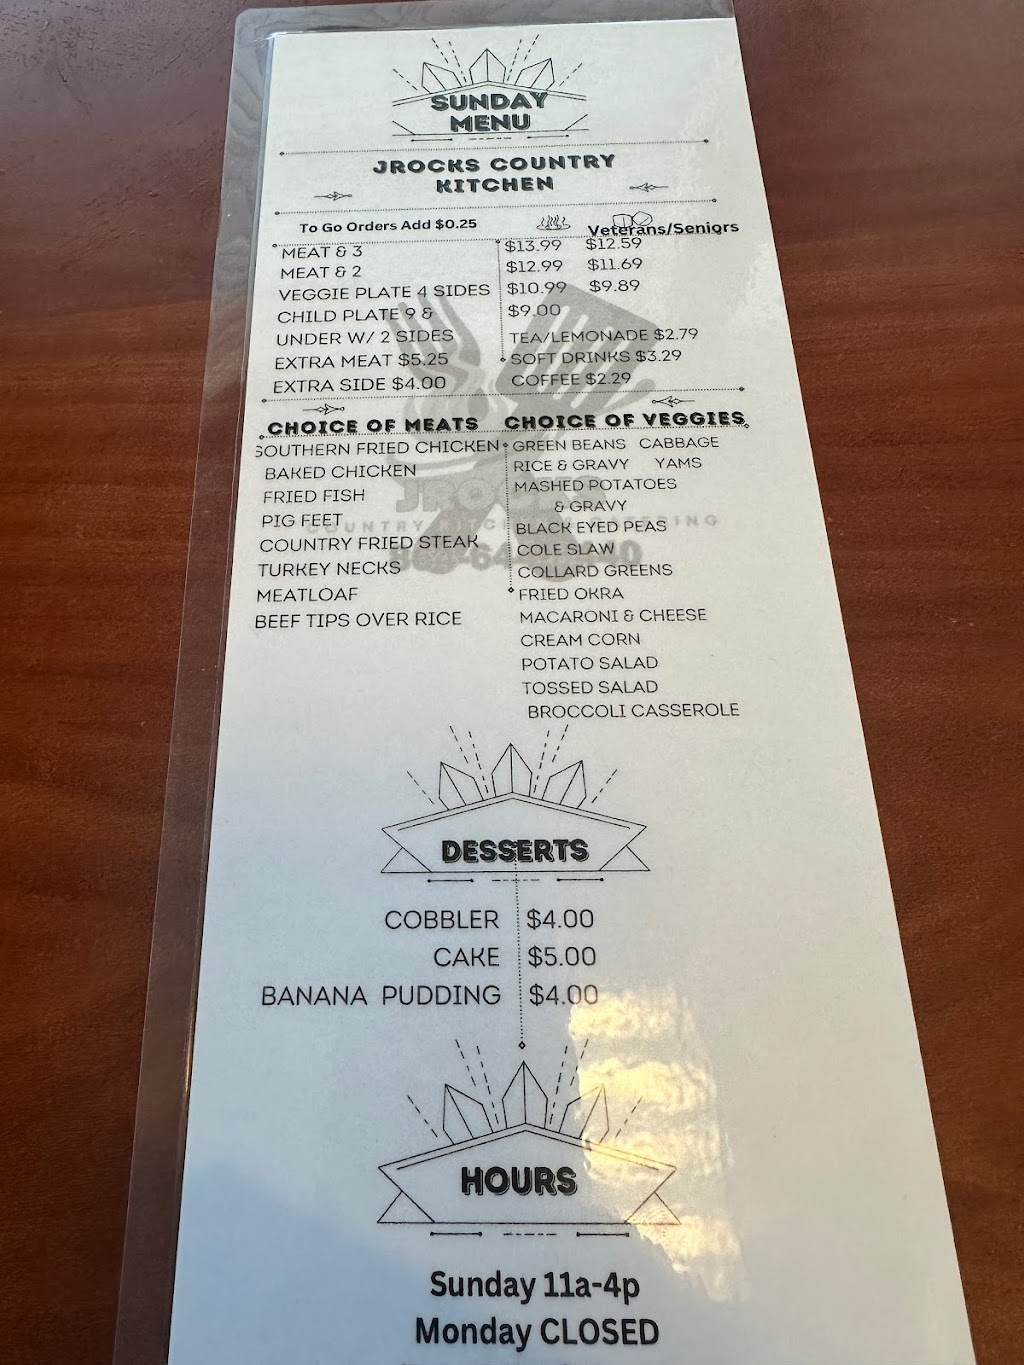 SUNDAY
MENU
JROCKS COUNTRY
KITCHEN
To Go Orders Add $0.25
Veterans/Seniors
MEAT & 3 $13.99 $12.59
MEAT & 2 $12.99 $11.69
VEGGIE PLATE 4 SIDES $10.99 $9.89
CHILD PLATE 9 & $9.00
UNDER W/ 2 SIDES
EXTRA MEAT $5.25
EXTRA SIDE $4.00
TEA/LEMONADE $2.79
SOFT DRINKS $3.29
COFFEE $2.29
CHOICE OF MEATS
SOUTHERN FRIED CHICKEN
BAKED CHICKEN
FRIED FISH
PIG FEET
COUNTRY FRIED STEAK
TURKEY NECKS
MEATLOAF
BEEF TIPS OVER RICE
CHOICE OF VEGGIES
GREEN BEANS CABBAGE
RICE & GRAVY YAMS
MASHED POTATOES
& GRAVY
BLACK EYED PEAS
COLE SLAW
COLLARD GREENS
FRIED OKRA
MACARONI & CHEESE
CREAM CORN
POTATO SALAD
TOSSED SALAD
BROCCOLI CASSEROLE
DESSERTS
COBBLER $4.00
CAKE $5.00
BANANA PUDDING $4.00
HOURS
Sunday 11a-4p
Monday CLOSED